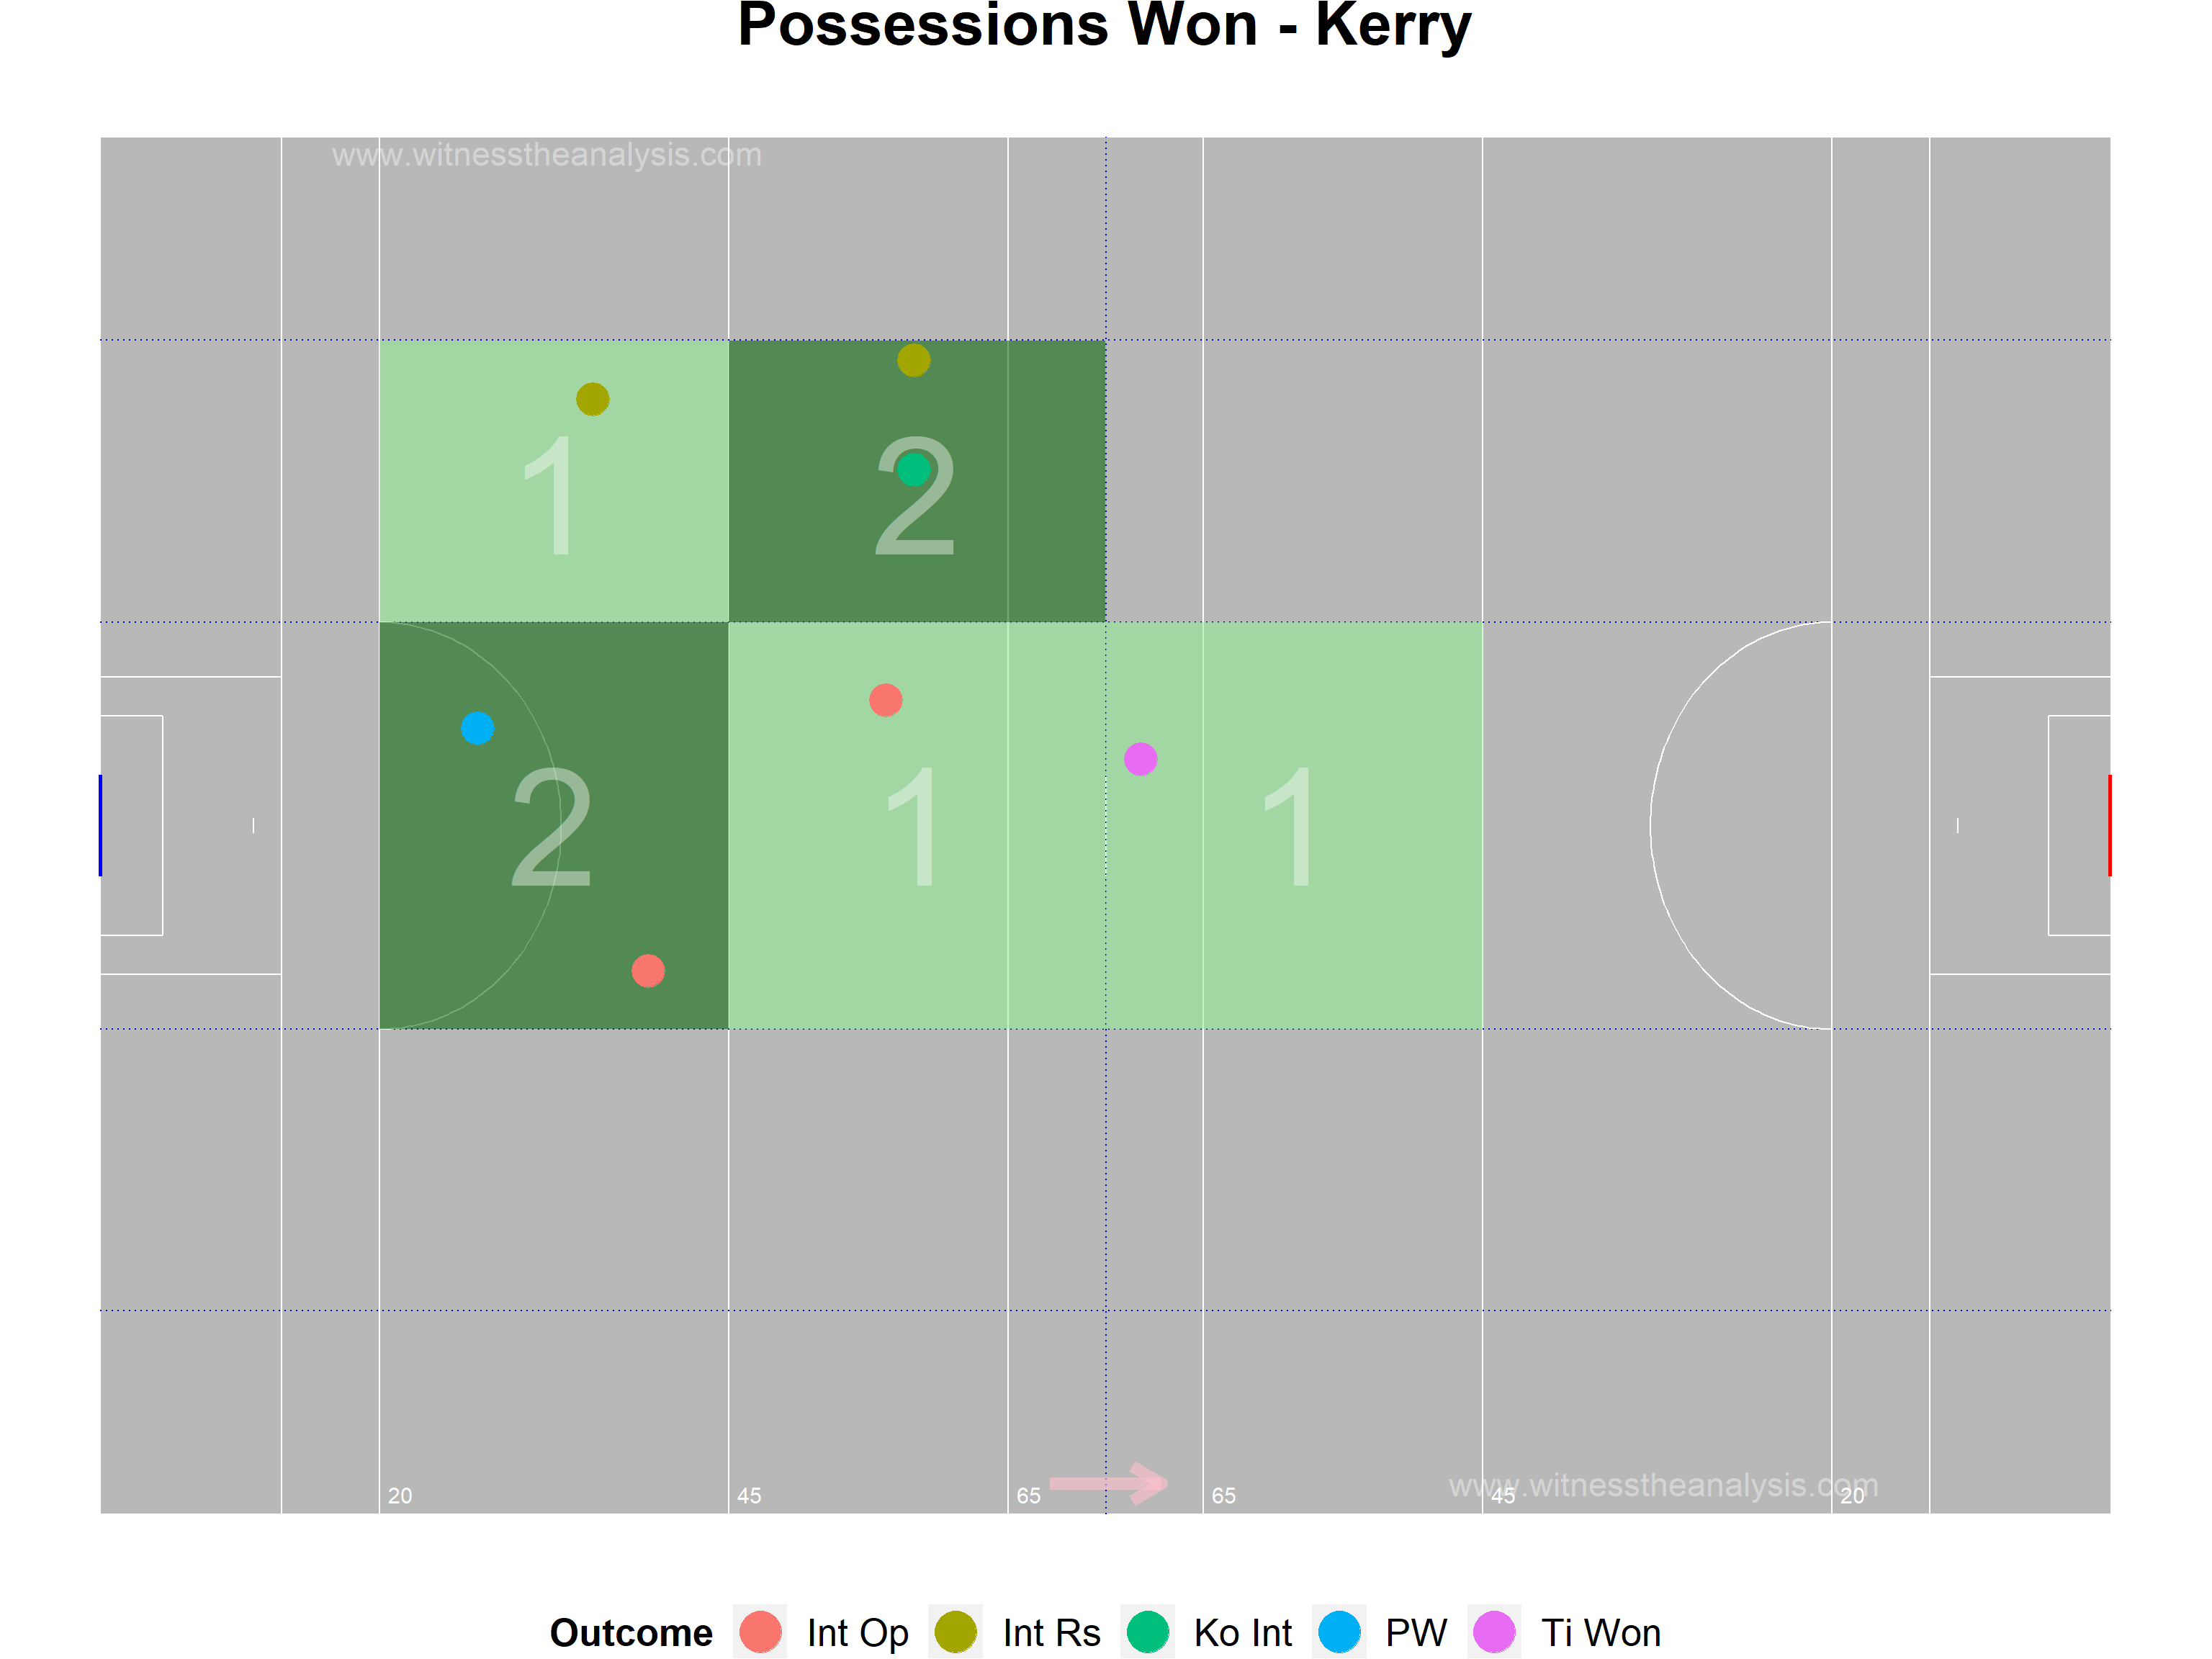 Possessions Won - Kerry
www.witnesstheanalysis.com
1 2
2 1 1
www.witnesstheanalysis.com
20 45 65 65 45 20
Outcome Int Op Int Rs Ko Int PW Ti Won